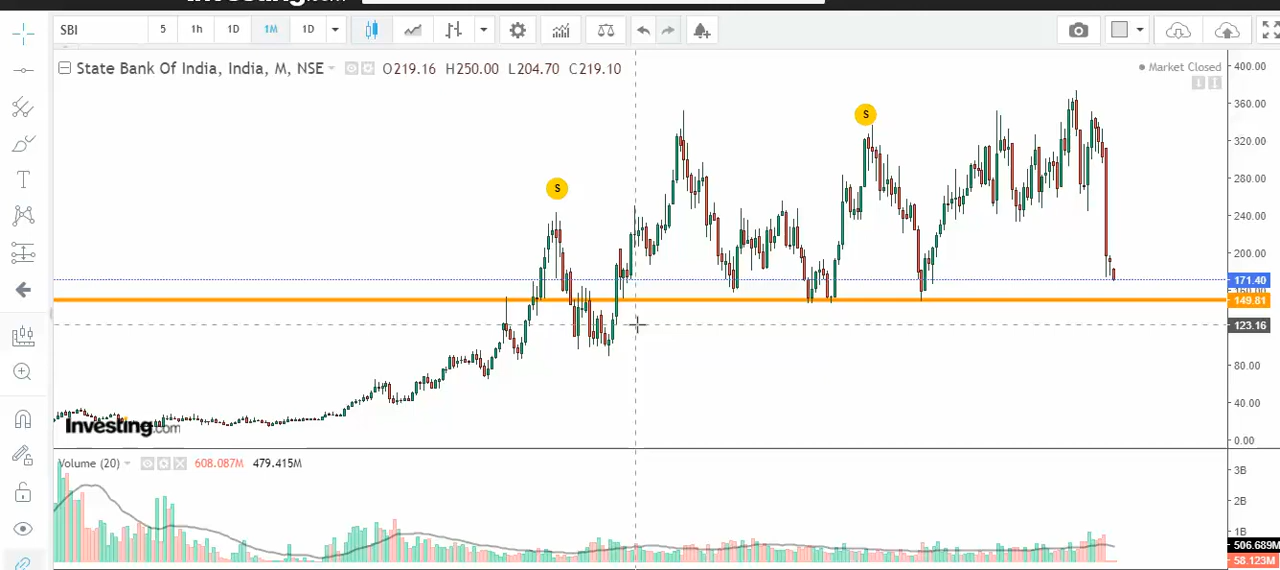 SBI 5 1h 1D 1M 1D
State Bank Of India, India, M, NSE O219.16 H250.00 L204.70 C219.10
Market Closed
400.00
360.00
S
320.00
280.00
S
240.00
200.00
171.40
149.81
123.16
80.00
40.00
Investing.com
0.00
Volume (20) 608.087M 479.415M
3B
2B
1B
506.689M
58.123M